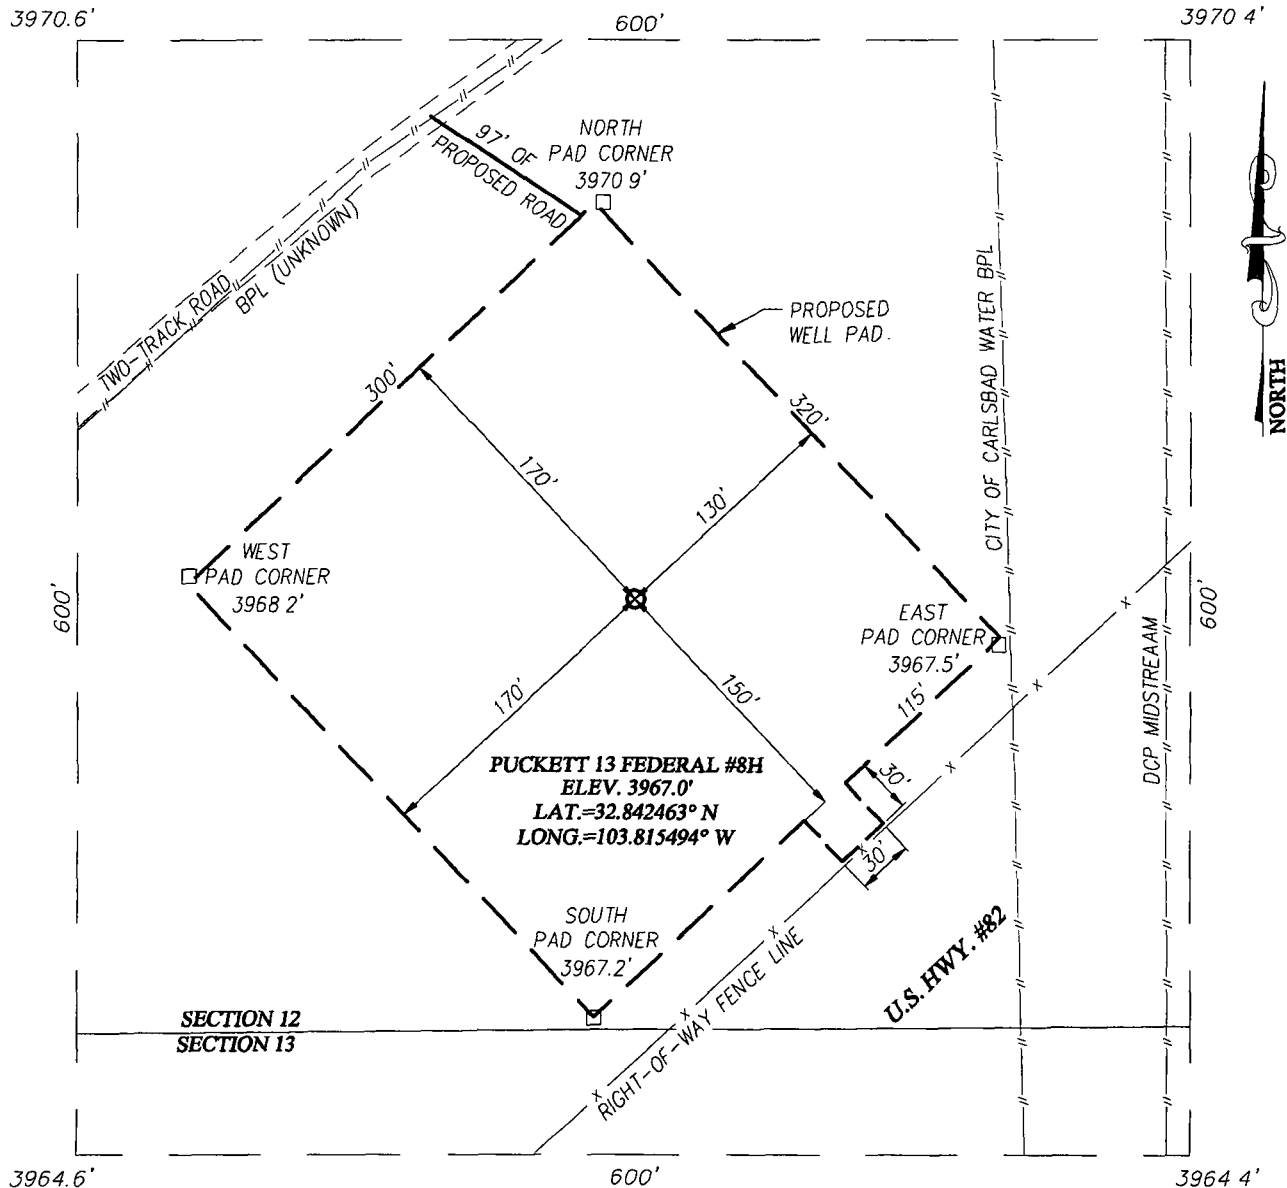 3970.6'
600'
3970 4'
97' OF
PROPOSED ROAD
NORTH
PAD CORNER
3970 9'
TWO-TRACK ROAD
BPL (UNKNOWN)
PROPOSED
WELL PAD.
NORTH
300'
320'
CITY OF CARLSBAD WATER BPL
170'
130'
WEST
PAD CORNER
3968 2'
600'
EAST
PAD CORNER
3967.5'
600'
DCP MIDSTREAAM
170'
150'
115'
30'
30'
PUCKETT 13 FEDERAL #8H
ELEV. 3967.0'
LAT.=32.842463° N
LONG.=103.815494° W
SOUTH
PAD CORNER
3967.2'
RIGHT-OF-WAY FENCE LINE
U.S. HWY. #82
SECTION 12
SECTION 13
3964.6'
600'
3964 4'